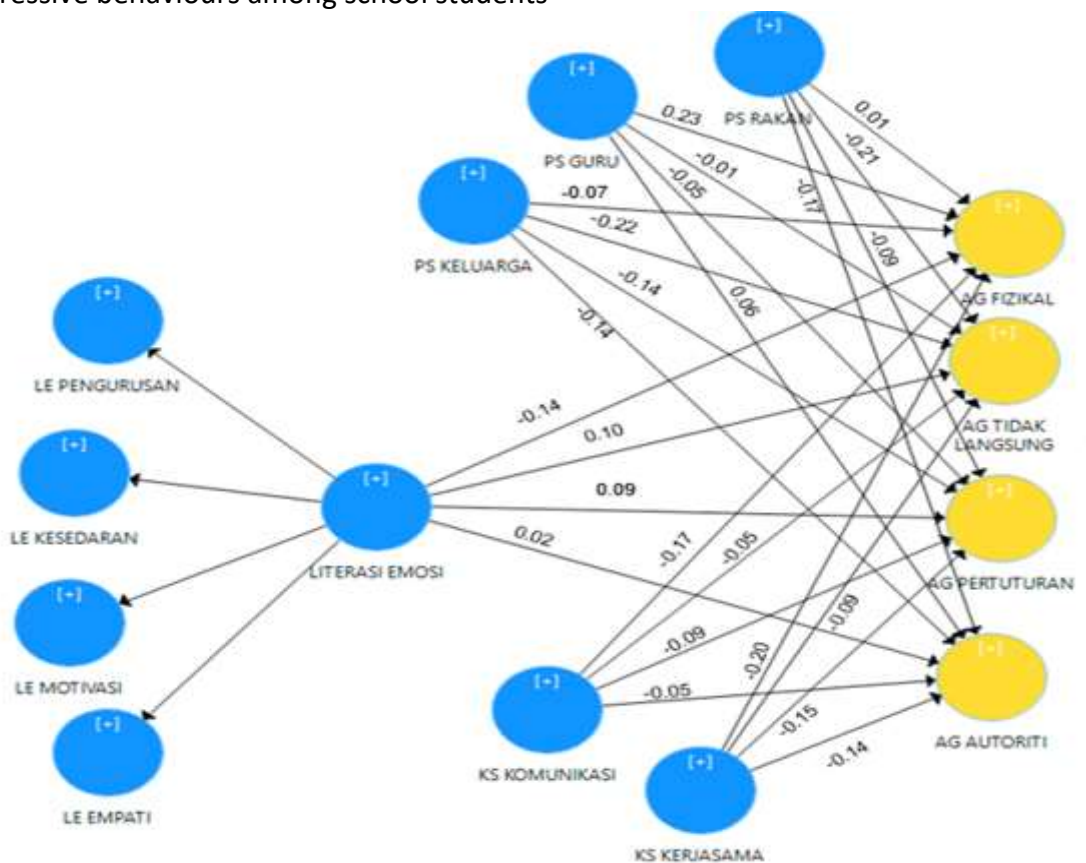 ressive behaviours among school students
[+]
PS RAKAN
[+]
PS GURU
[+]
PS KELUARGA
[+]
LE PENGURUSAN
[+]
LE KESEDARAN
[+]
LE MOTIVASI
[+]
LE EMPATI
[+]
LITERASI EMOSI
[+]
KS KOMUNIKASI
[+]
KS KERJASAMA
[+]
AG FIZIKAL
[+]
AG TIDAK
LANGSUNG
[+]
AG PERTUTURAN
[+]
AG AUTORITI
0.01
-0.21
-0.17
-0.09
0.23
-0.01
-0.05
0.06
-0.07
-0.22
-0.14
-0.14
-0.14
0.10
0.09
0.02
-0.17
-0.05
-0.09
-0.05
-0.20
-0.09
-0.15
-0.14